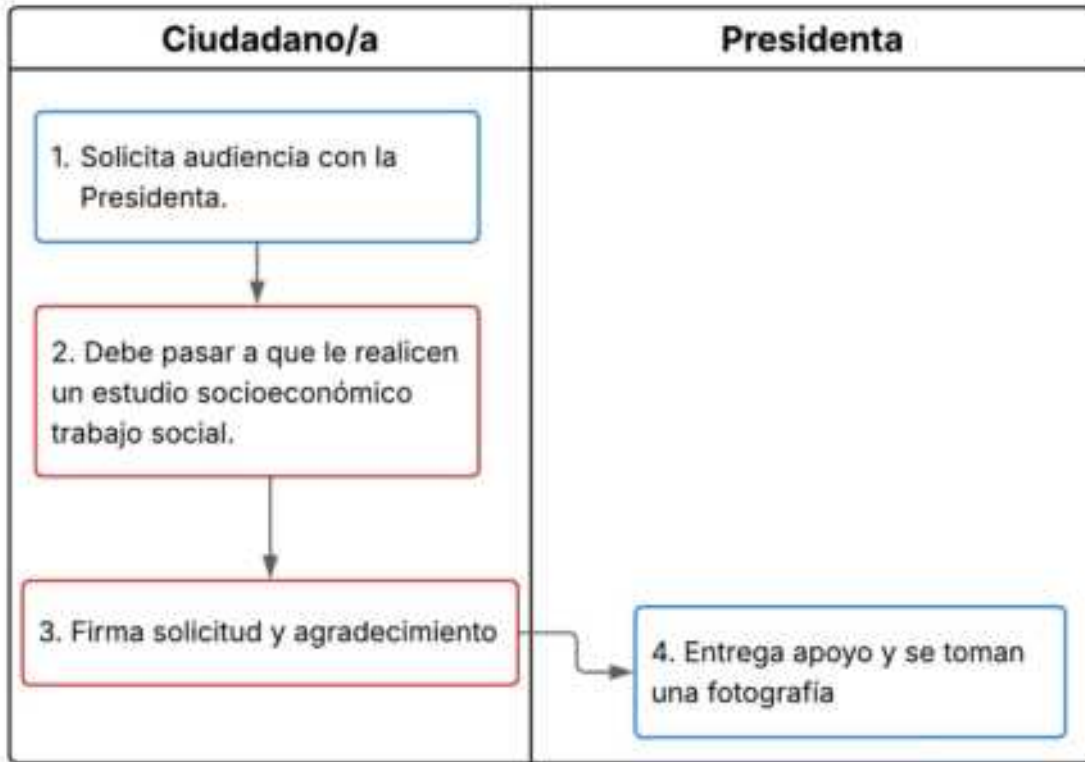 Ciudadano/a
Presidenta
1. Solicita audiencia con la
Presidenta.
2. Debe pasar a que le realicen
un estudio socioeconómico
trabajo social.
3. Firma solicitud y agradecimiento
4. Entrega apoyo y se toman
una fotografía